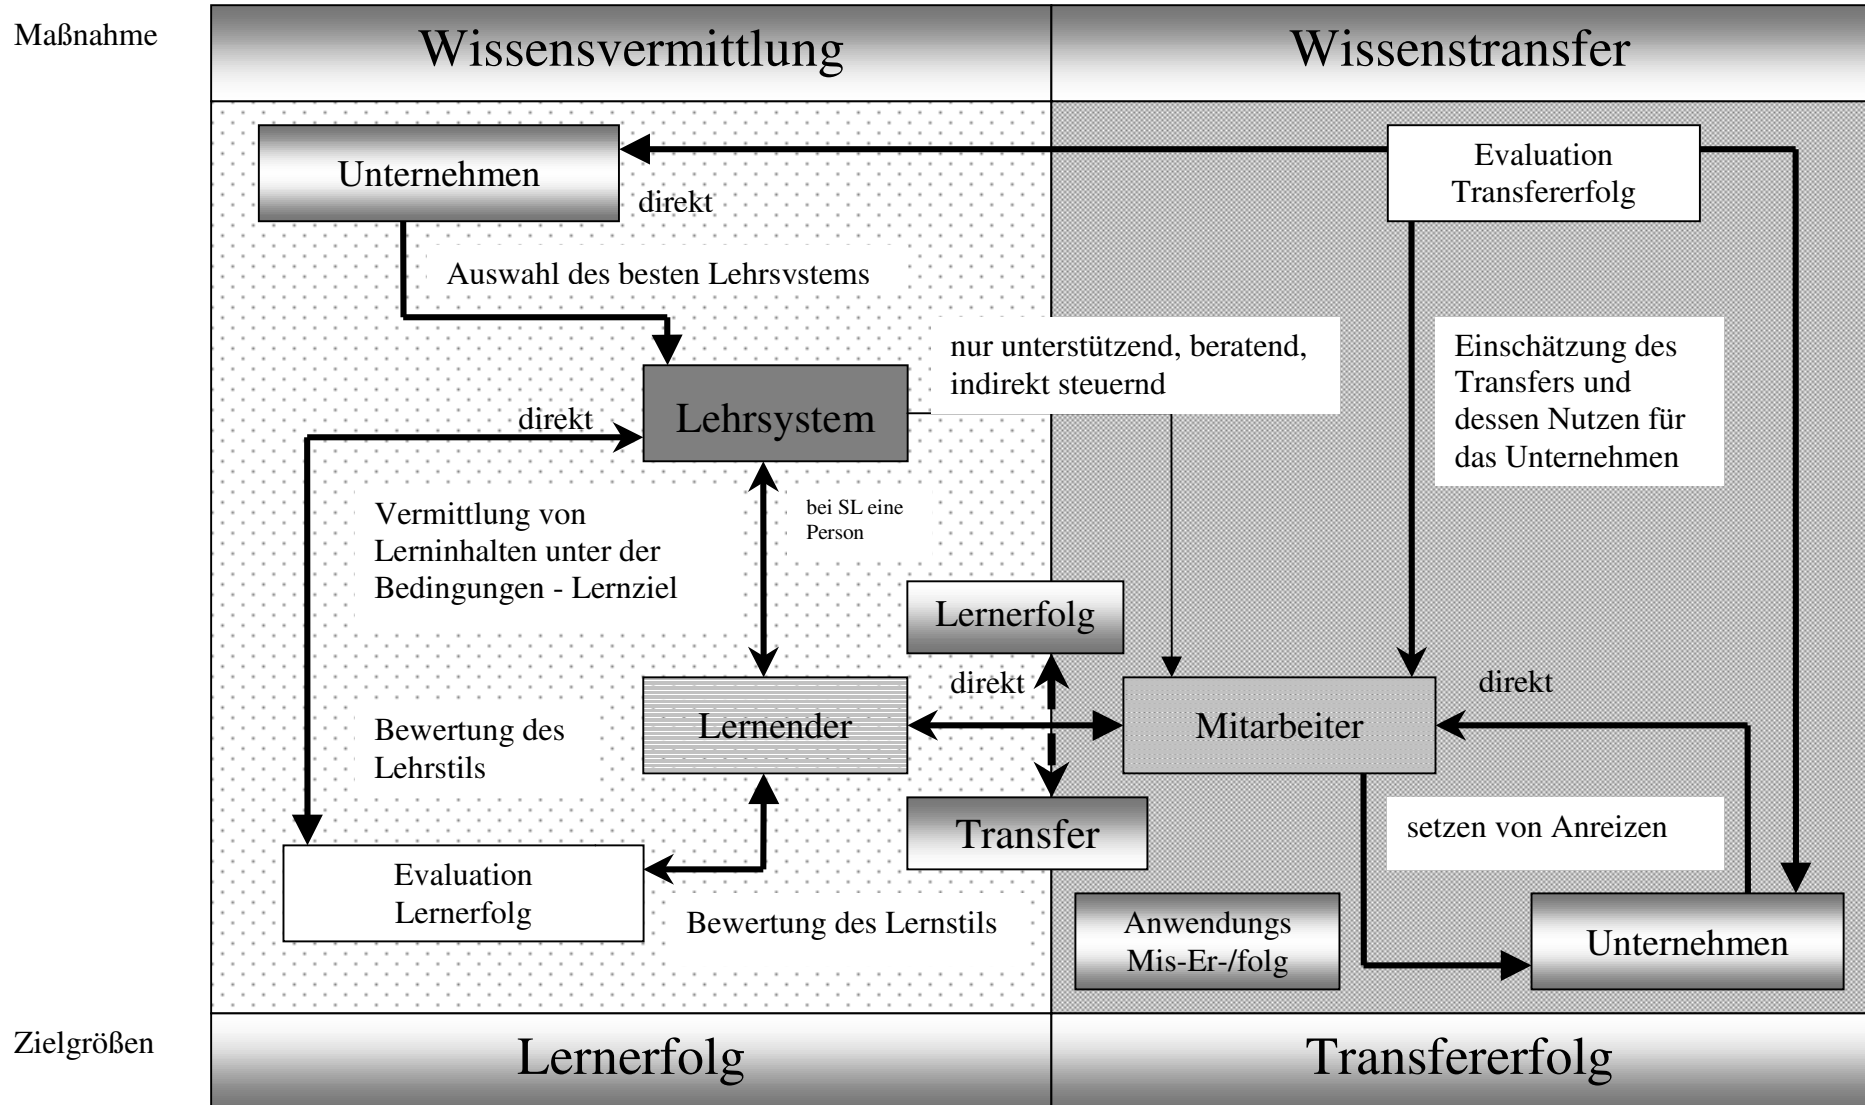 Maßnahme
Wissensvermittlung
Wissenstransfer
Unternehmen
direkt
Evaluation
Transfererfolg
Auswahl des besten Lehrsystems
nur unterstützend, beratend,
indirekt steuernd
Einschätzung des
Transfers und
dessen Nutzen für
das Unternehmen
Lehrsystem
direkt
bei SL eine
Person
Vermittlung von
Lerninhalten unter der
Bedingungen - Lernziel
Lernerfolg
direkt
direkt
Lernender
Mitarbeiter
Bewertung des
Lehrstils
Transfer
setzen von Anreizen
Evaluation
Lernerfolg
Bewertung des Lernstils
Anwendungs
Mis-Er-/folg
Unternehmen
Zielgrößen
Lernerfolg
Transfererfolg